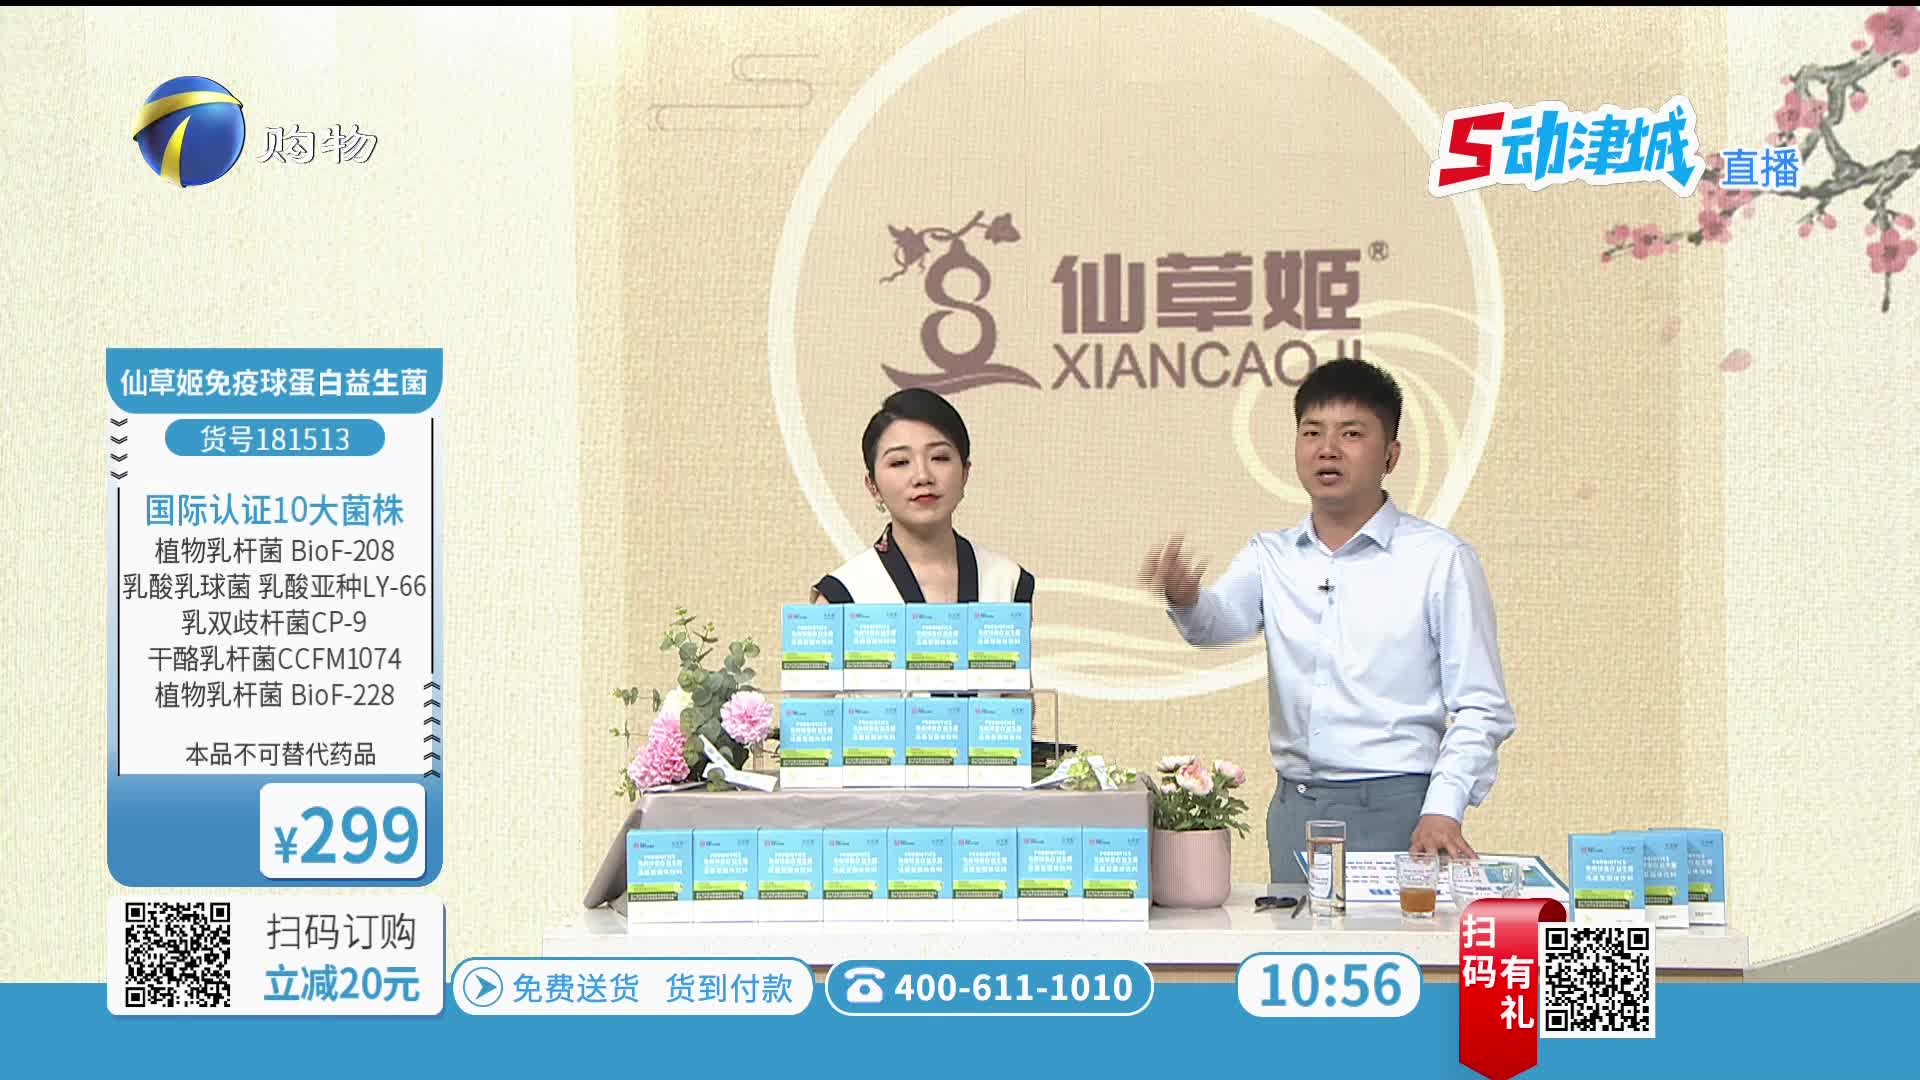 购物
5动津城
直播
仙草姬®
XIANCAOJI
仙草姬免疫球蛋白益生菌
货号181513
国际认证10大菌株
植物乳杆菌 BioF-208
乳酸乳球菌 乳酸亚种LY-66
乳双歧杆菌CP-9
干酪乳杆菌CCFM1074
植物乳杆菌 BioF-228
本品不可替代药品
¥299
扫码订购
立减20元
免费送货 货到付款
400-611-1010
10:56
扫码
有礼